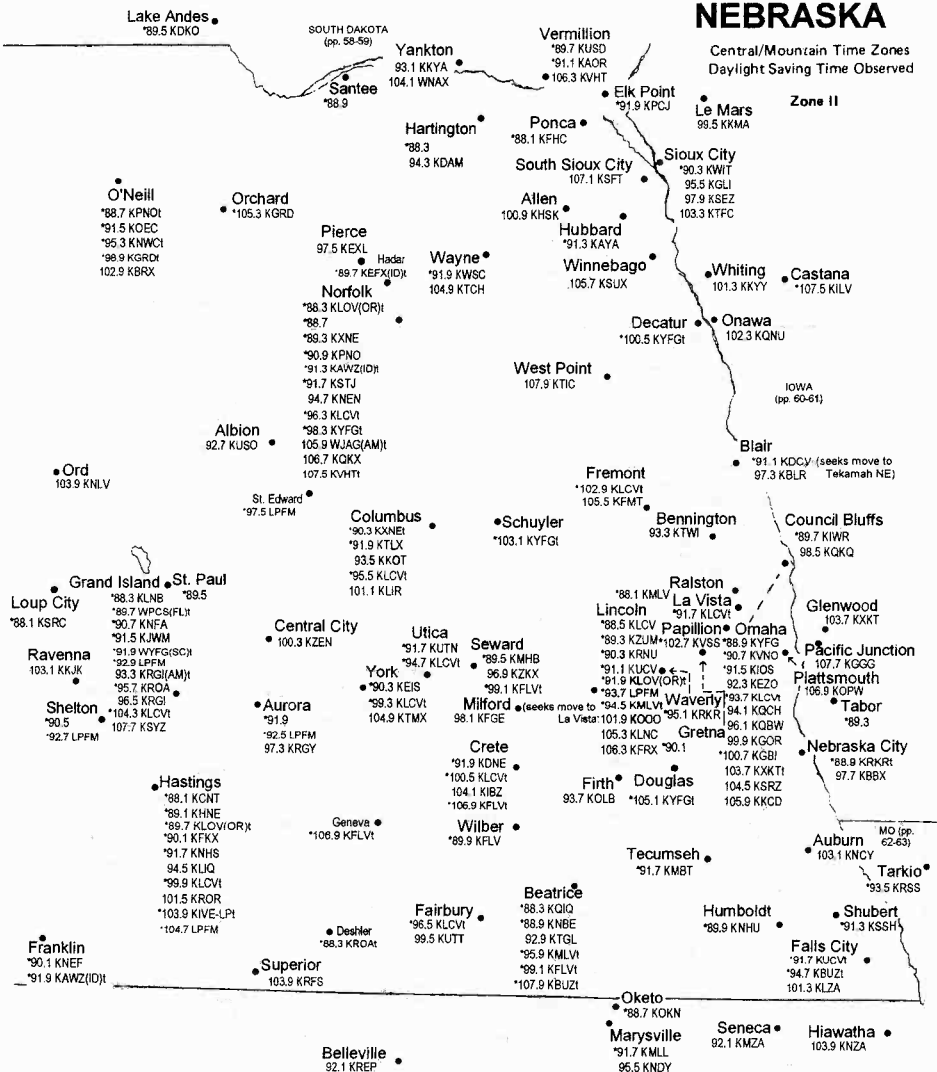 NEBRASKA
Central/Mountain Time Zones
Daylight Saving Time Observed
Zone II
Lake Andes
*89.5 KDKO
SOUTH DAKOTA
(pp. 58-59)
Yankton
93.1 KKYA
104.1 WNAX
Santee
*88.9
Vermillion
*89.7 KUSD
*91.1 KAOR
106.3 KVHT
Elk Point
*91.9 KPCJ
Le Mars
99.5 KKMA
Hartington
*88.3
94.3 KDAM
Ponca
*88.1 KFHC
South Sioux City
107.1 KSFT
Sioux City
*90.3 KWIT
95.5 KGLI
97.9 KSEZ
103.3 KTFC
O'Neill
*88.7 KPNOt
*91.5 KOEC
*95.3 KNWCt
*98.9 KGRDt
102.9 KBRX
Orchard
*105.3 KGRD
Allen
100.9 KHSK
Hubbard
*91.3 KAYA
Pierce
97.5 KEXL
Hadar
*89.7 KEFX(ID)t
Wayne
*91.9 KWSC
104.9 KTCH
Winnebago
105.7 KSUX
Whiting
101.3 KKYY
Castana
*107.5 KILV
Norfolk
*88.3 KLOV(OR)t
*88.7
*89.3 KXNE
*90.9 KPNO
*91.3 KAWZ(ID)t
*91.7 KSTJ
94.7 KNEN
*96.3 KLCVt
*98.3 KYFGt
105.9 WJAG(AM)t
106.7 KQKX
107.5 KVHTt
Decatur
*100.5 KYFGt
Onawa
102.3 KQNU
West Point
107.9 KTIC
IOWA
(pp. 60-61)
Albion
92.7 KUSO
Ord
103.9 KNLV
St. Edward
*97.5 LPFM
Blair
*91.1 KDCV (seeks move to
97.3 KBLR Tekamah NE)
Fremont
*102.9 KLCVt
105.5 KFMT
Columbus
*90.3 KXNEt
*91.9 KTLX
93.5 KKOT
*95.5 KLCVt
101.1 KLIR
Schuyler
*103.1 KYFGt
Bennington
93.3 KTWI
Council Bluffs
*89.7 KIWR
98.5 KQKQ
Loup City
*88.1 KSRC
Grand Island
*88.3 KLNB
*89.7 WPCS(FL)t
*90.7 KNFA
*91.5 KJWM
*91.9 WYFG(SC)t
*92.9 LPFM
93.3 KRGI(AM)t
*95.7 KROA
96.5 KRGI
*104.3 KLCVt
107.7 KSYZ
St. Paul
*89.5
Central City
100.3 KZEN
Ralston
*88.1 KMLV
La Vista
*91.7 KLCVt
Papillion
*102.7 KVSS
Glenwood
103.7 KXKT
Pacific Junction
107.7 KGGG
Plattsmouth
106.9 KOPW
Tabor
*89.3
Ravenna
103.1 KKJK
Shelton
*90.5
*92.7 LPFM
Utica
*91.7 KUTN
*94.7 KLCVt
York
*90.3 KEIS
*99.3 KLCVt
104.9 KTMX
Seward
*89.5 KMHB
96.9 KZKX
*99.1 KFLVt
Milford
98.1 KFGE
Lincoln
*88.5 KLCV
*89.3 KZUM
*90.3 KRNU
*91.1 KUCV
*91.9 KLOV(OR)t
*93.7 LPFM
(seeks move to *94.5 KMLVt
La Vista: 101.9 KOOO
105.3 KLNC
106.3 KFRX
Waverly
*95.1 KRKR
Gretna
*90.1
Omaha
*88.9 KYFG
*90.7 KVNO
*91.5 KIOS
92.3 KEZO
*93.7 KLCVt
94.1 KQCH
96.1 KQBW
99.9 KGOR
*100.7 KGBI
103.7 KXKTt
104.5 KSRZ
105.9 KKCD
Aurora
*91.9
*92.5 LPFM
97.3 KRGY
Nebraska City
*88.9 KRKRt
97.7 KBBX
Hastings
*88.1 KCNT
*89.1 KHNE
*89.7 KLOV(OR)t
*90.1 KFKX
*91.7 KNHS
94.5 KLIQ
*99.9 KLCVt
101.5 KROR
*103.9 KIVE-LPt
*104.7 LPFM
Crete
*91.9 KDNE
*100.5 KLCVt
104.1 KIBZ
*106.9 KFLVt
Firth
93.7 KOLB
Douglas
*105.1 KYFGt
Geneva
*106.9 KFLVt
Wilber
*89.9 KFLV
Auburn
103.1 KNCY
MO (pp.
62-63)
Tarkio
*93.5 KRSS
Tecumseh
*91.7 KMBT
Beatrice
*88.3 KQIQ
*88.9 KNBE
92.9 KTGL
*95.9 KMLVt
*99.1 KFLVt
*107.9 KBUZt
Fairbury
*96.5 KLCVt
99.5 KUTT
Deshler
*88.3 KROAt
Humboldt
*89.9 KNHU
Shubert
*91.3 KSSH
Falls City
*91.7 KUCVt
*94.7 KBUZt
101.3 KLZA
Franklin
*90.1 KNEF
*91.9 KAWZ(ID)t
Superior
103.9 KRFS
Oketo
*88.7 KOKN
Marysville
*91.7 KMLL
95.5 KNDY
Seneca
92.1 KMZA
Hiawatha
103.9 KNZA
Belleville
92.1 KREP